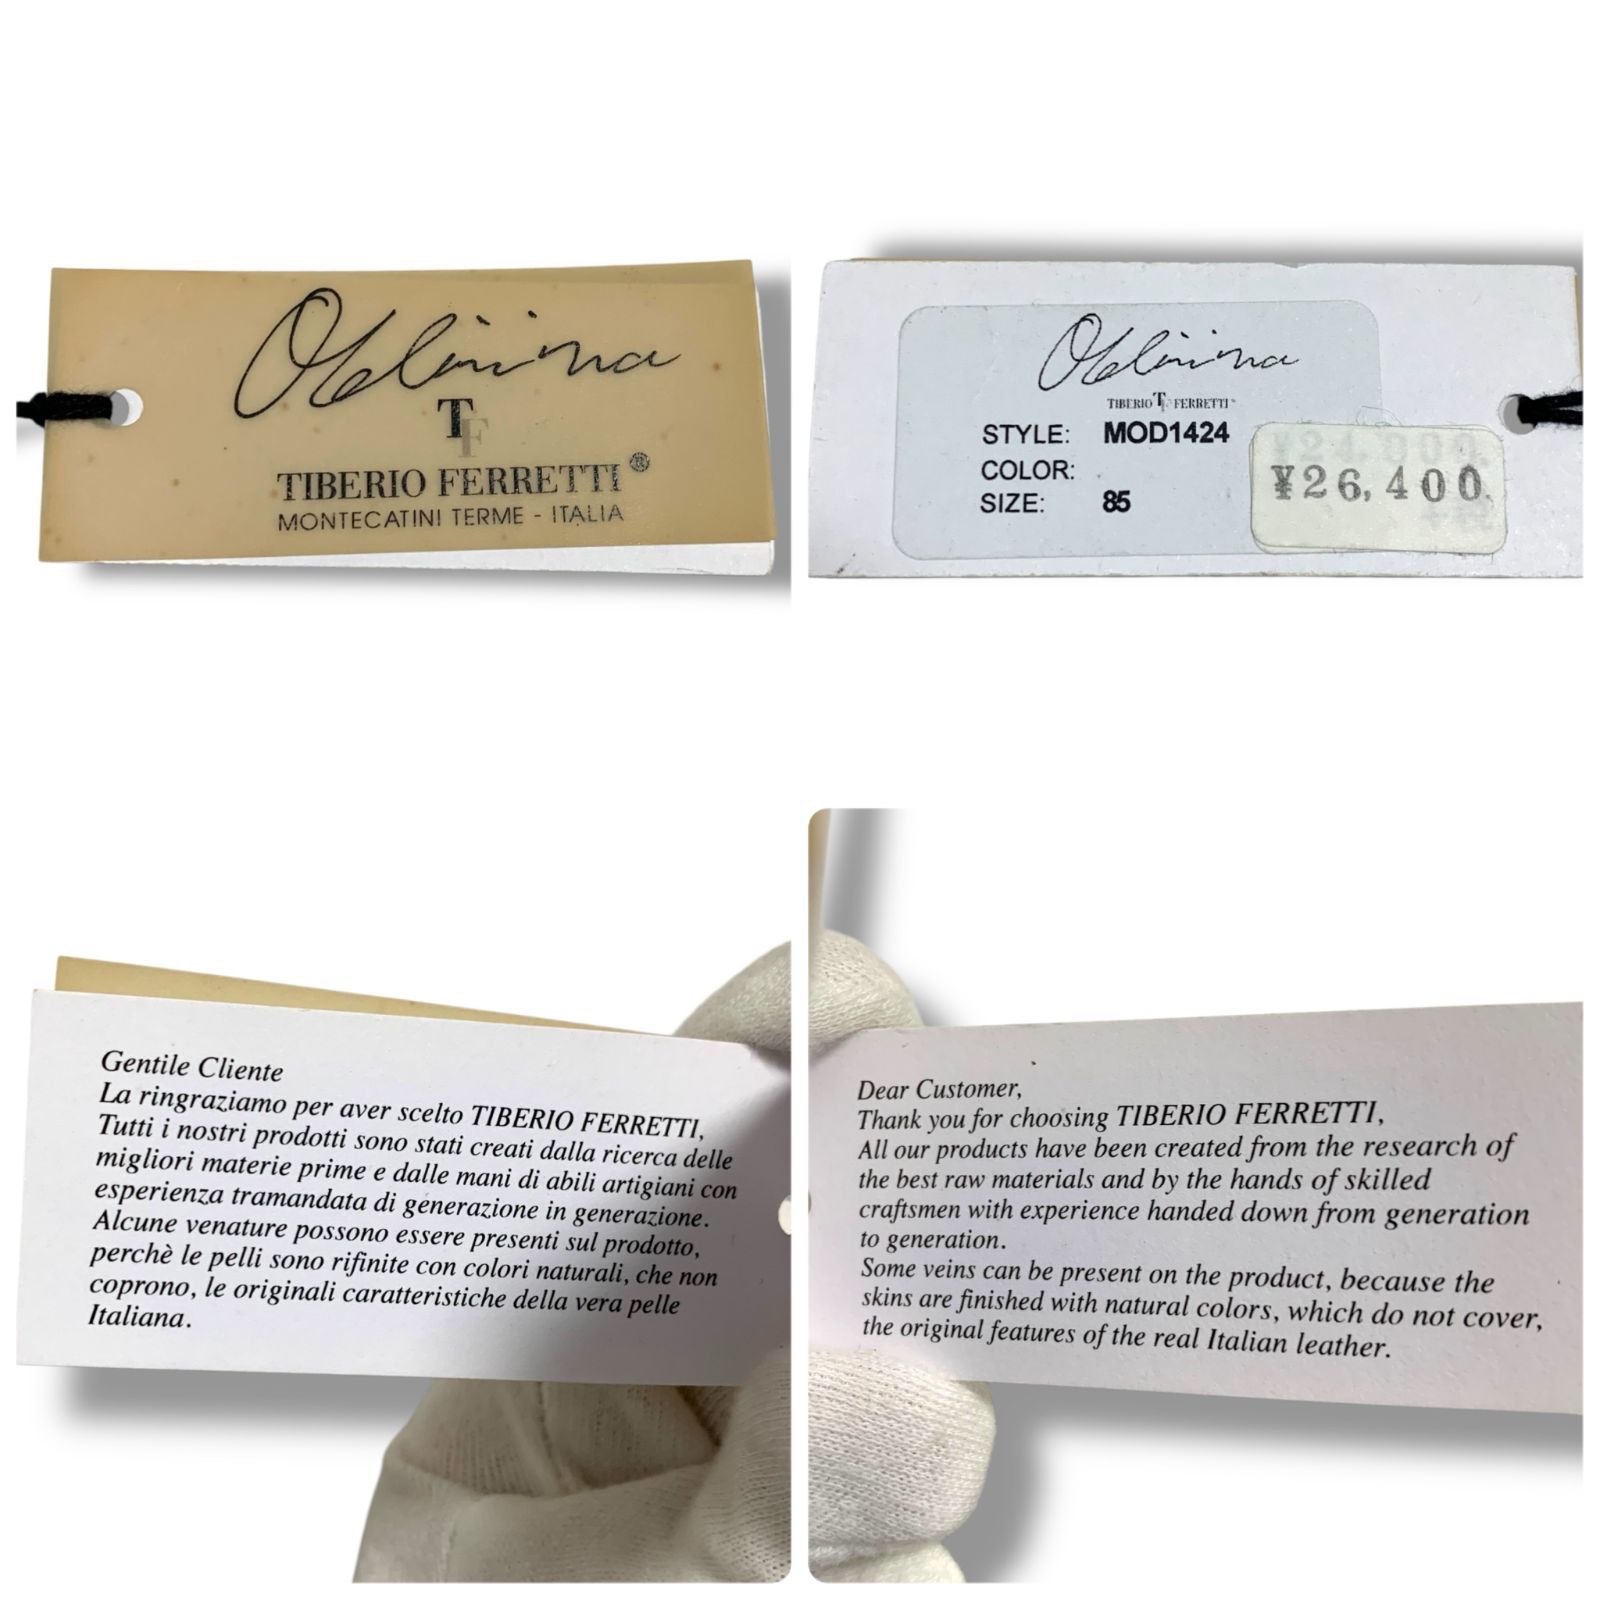 TF
TIBERIO FERRETTI®
MONTECATINI TERME - ITALIA
TIBERIO TF FERRETTI®
STYLE: MOD1424
COLOR:
SIZE: 85
¥26,400
Gentile Cliente
La ringraziamo per aver scelto TIBERIO FERRETTI,
Tutti i nostri prodotti sono stati creati dalla ricerca delle
migliori materie prime e dalle mani di abili artigiani con
esperienza tramandata di generazione in generazione.
Alcune venature possono essere presenti sul prodotto,
perchè le pelli sono rifinite con colori naturali, che non
coprono, le originali caratteristiche della vera pelle
Italiana.
Dear Customer,
Thank you for choosing TIBERIO FERRETTI,
All our products have been created from the research of
the best raw materials and by the hands of skilled
craftsmen with experience handed down from generation
to generation.
Some veins can be present on the product, because the
skins are finished with natural colors, which do not cover,
the original features of the real Italian leather.